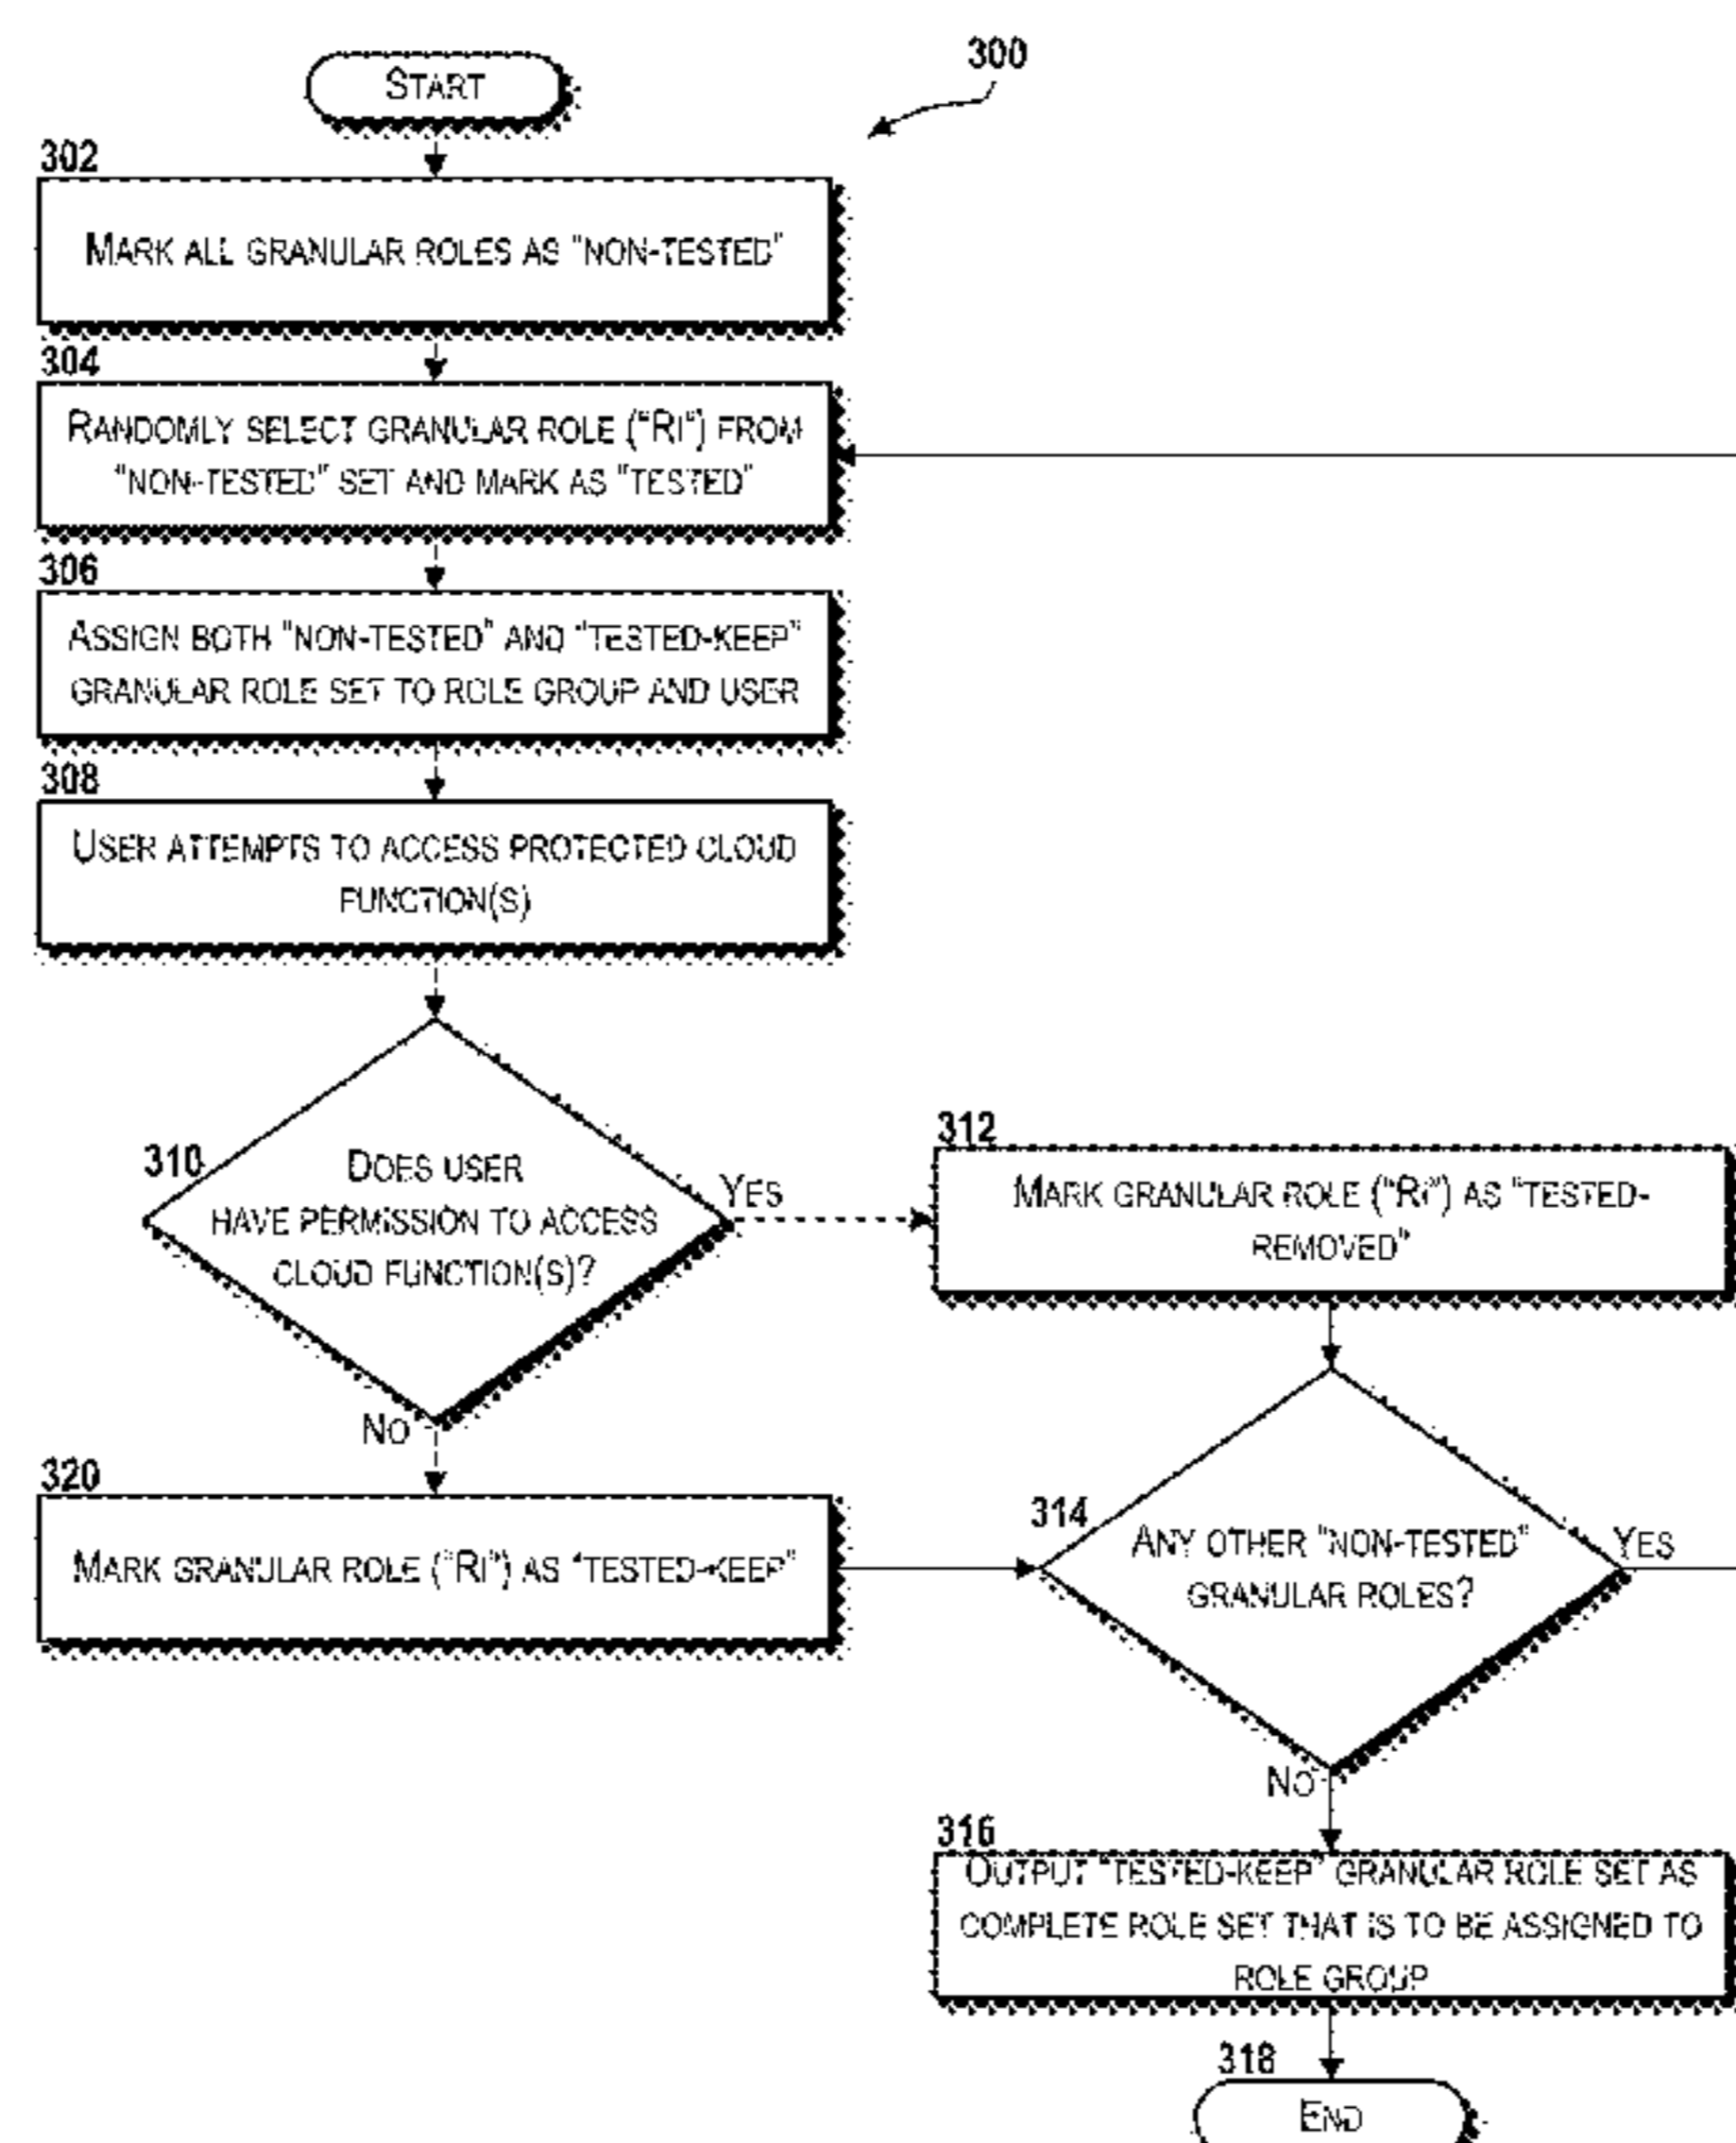 START
300
302
MARK ALL GRANULAR ROLES AS "NON-TESTED"
304
RANDOMLY SELECT GRANULAR ROLE ("RI") FROM
"NON-TESTED" SET AND MARK AS "TESTED"
306
ASSIGN BOTH "NON-TESTED" AND "TESTED-KEEP"
GRANULAR ROLE SET TO ROLE GROUP AND USER
308
USER ATTEMPTS TO ACCESS PROTECTED CLOUD
FUNCTION(S)
310
DOES USER
HAVE PERMISSION TO ACCESS
CLOUD FUNCTION(S)?
YES
NO
312
MARK GRANULAR ROLE ("RI") AS "TESTED-
REMOVED"
320
MARK GRANULAR ROLE ("RI") AS "TESTED-KEEP"
314
ANY OTHER "NON-TESTED"
GRANULAR ROLES?
YES
NO
316
OUTPUT "TESTED-KEEP" GRANULAR ROLE SET AS
COMPLETE ROLE SET THAT IS TO BE ASSIGNED TO
ROLE GROUP
318
END